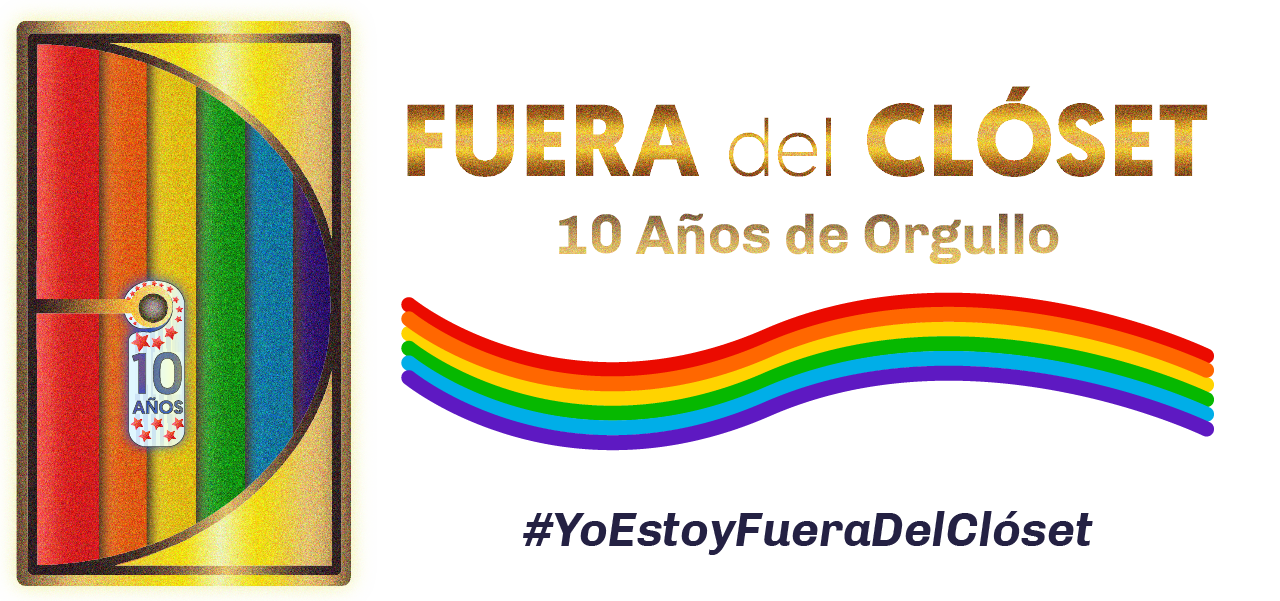 FUERA del CLÓSET
10 Años de Orgullo
10
AÑOS
#YoEstoyFueraDelClóset